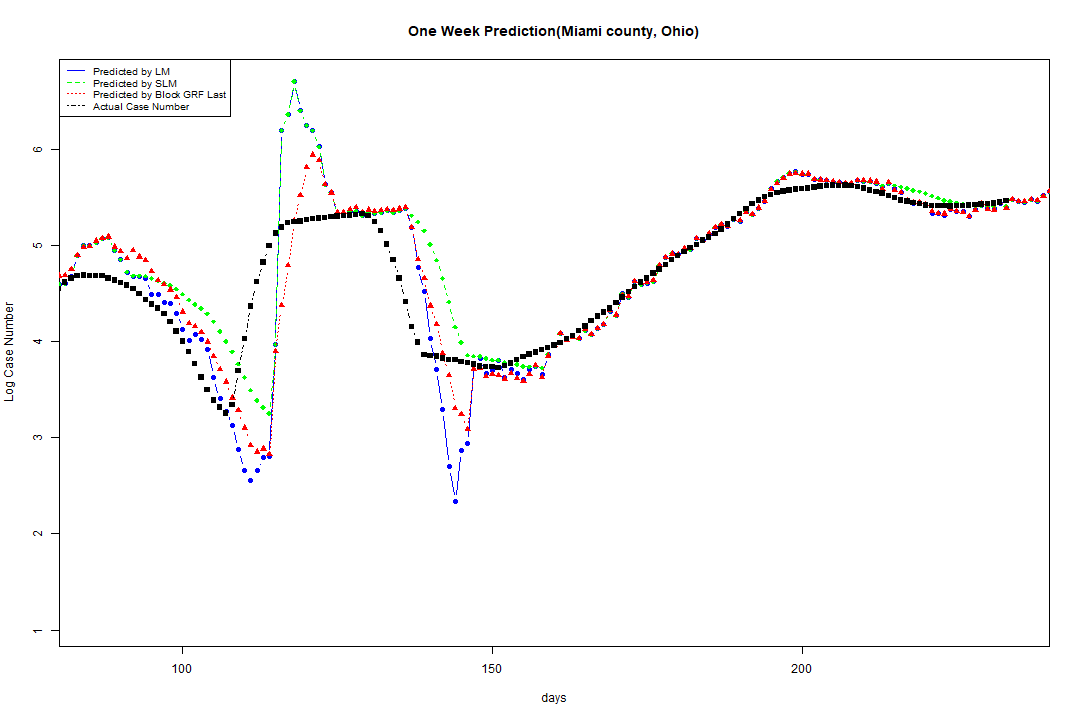 One Week Prediction(Miami county, Ohio)
Predicted by LM
Predicted by SLM
Predicted by Block GRF Last
Actual Case Number
Log Case Number
6
5
4
3
2
1
100 150 200
days